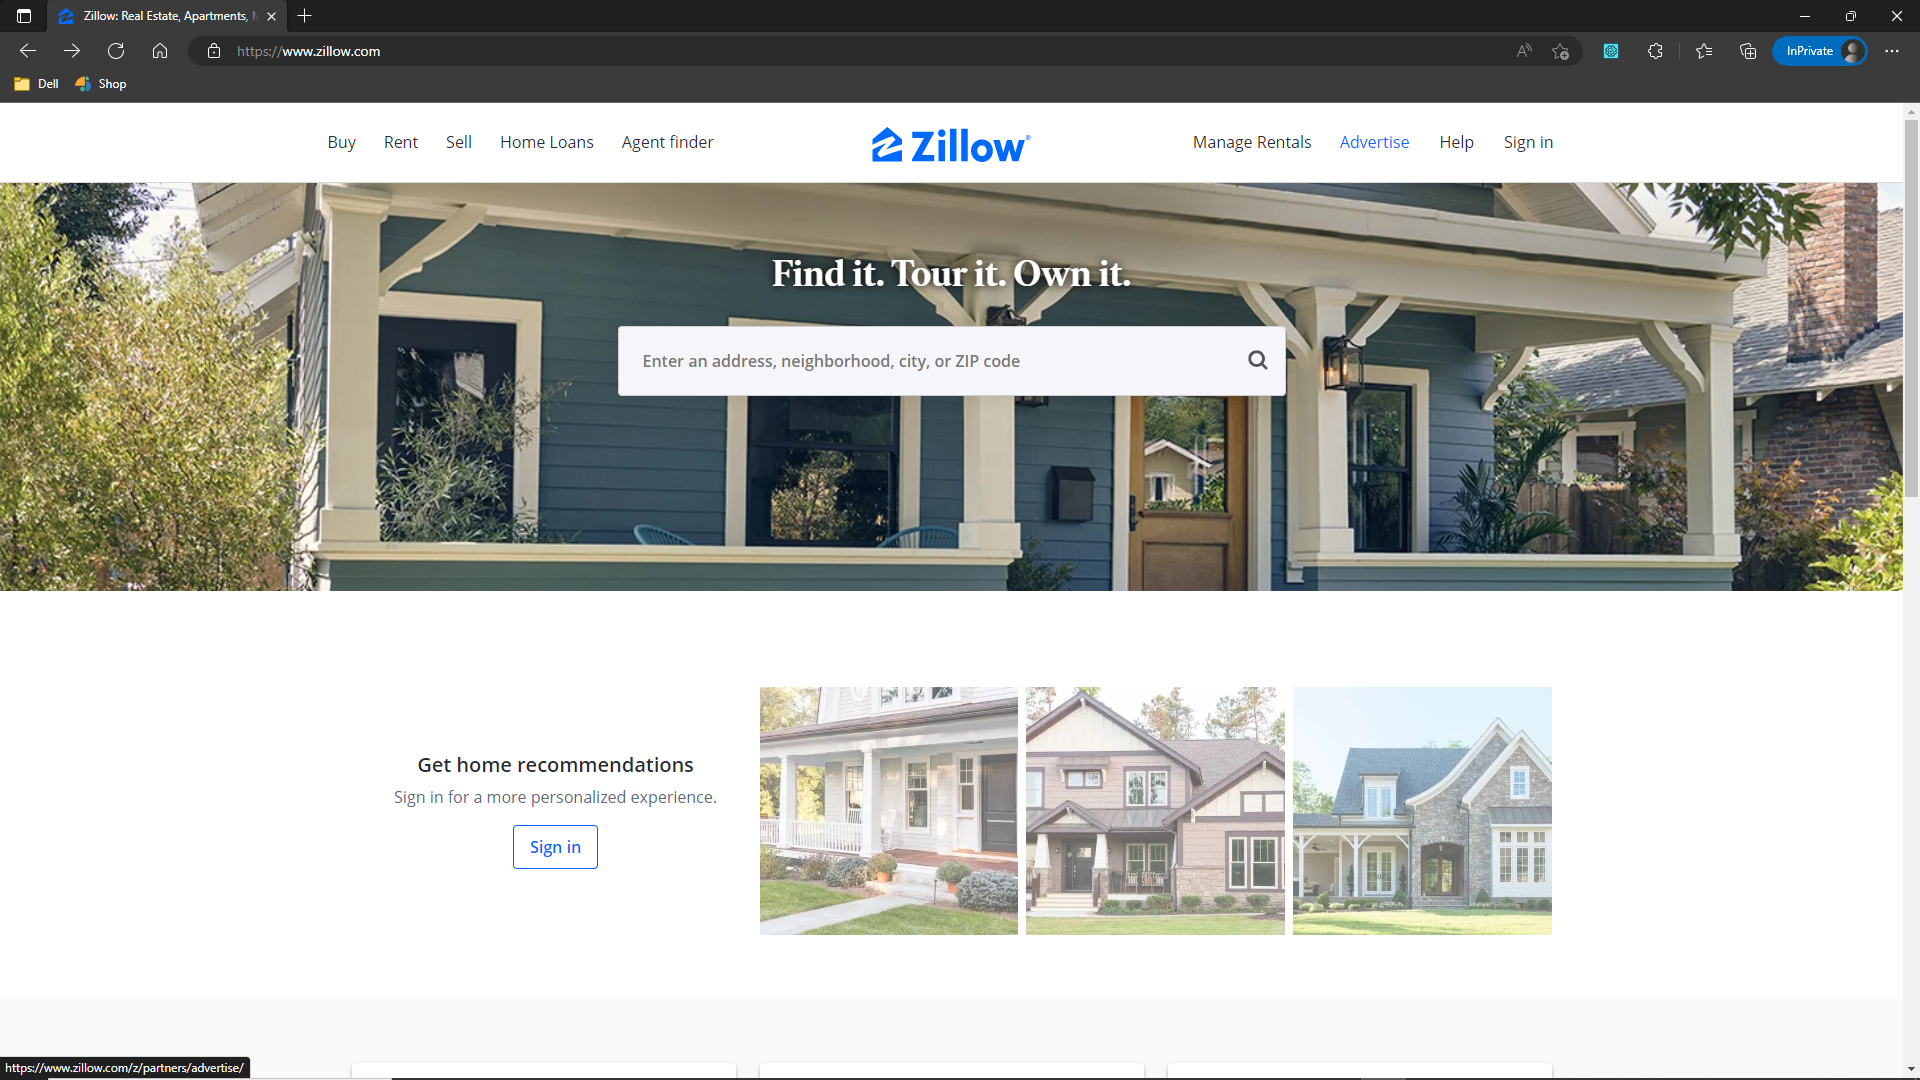 Zillow: Real Estate, Apartments,
https://www.zillow.com
InPrivate
Dell
Shop
Buy
Rent
Sell
Home Loans
Agent finder
Zillow
Manage Rentals
Advertise
Help
Sign in
Find it. Tour it. Own it.
Enter an address, neighborhood, city, or ZIP code
Get home recommendations
Sign in for a more personalized experience.
Sign in
https://www.zillow.com/z/partners/advertise/